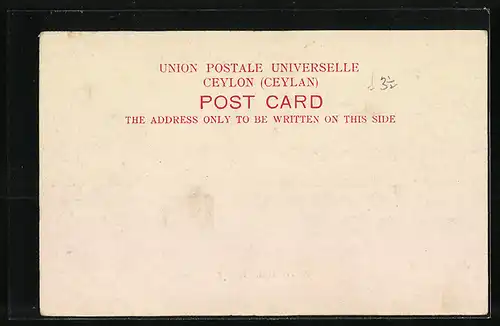 UNION POSTALE UNIVERSELLE
CEYLON (CEYLAN)
POST CARD
THE ADDRESS ONLY TO BE WRITTEN ON THIS SIDE